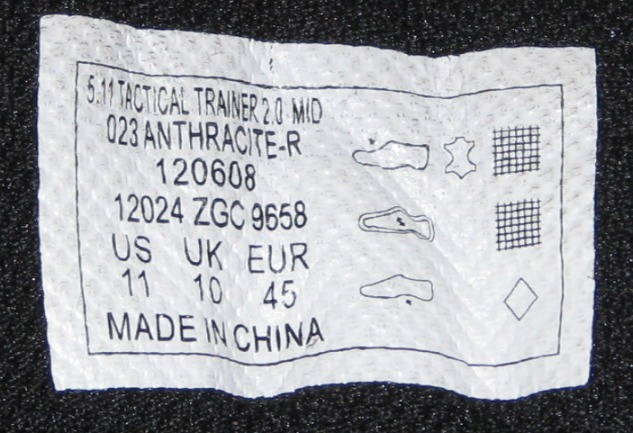 5.11 TACTICAL TRAINER 2.0 MID
023 ANTHRACITE-R
120608
12024 ZGC 9658
US UK EUR
11 10 45
MADE IN CHINA